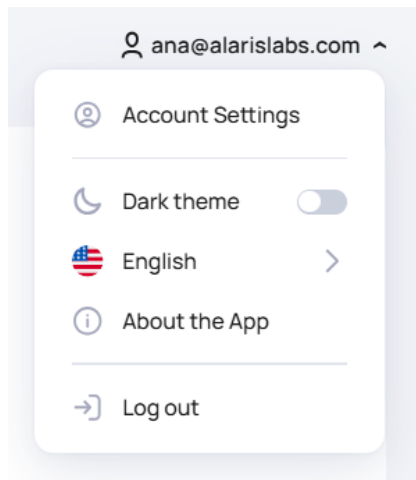 ana@alarislabs.com
Account Settings
Dark theme
English
About the App
Log out